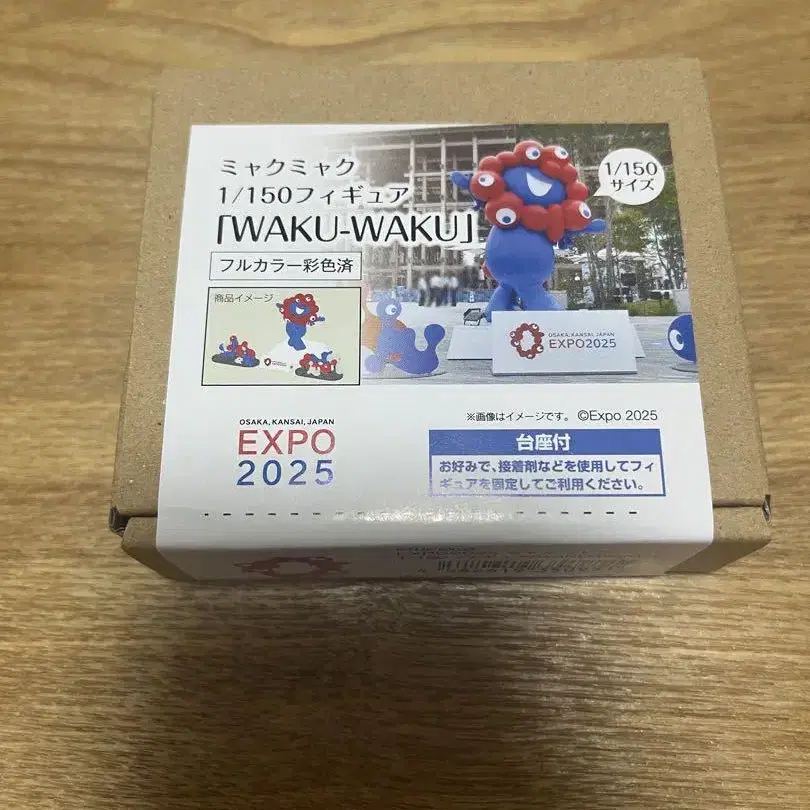 ミャクミャク
1/150フィギュア
「WAKU-WAKU」
フルカラー彩色済
1/150
サイズ
商品イメージ
OSAKA, KANSAI, JAPAN
EXPO2025
※画像はイメージです。 ©Expo 2025
OSAKA, KANSAI, JAPAN
EXPO
2025
台座付
お好みで、接着剤などを使用してフィ
ギュアを固定してご利用ください。